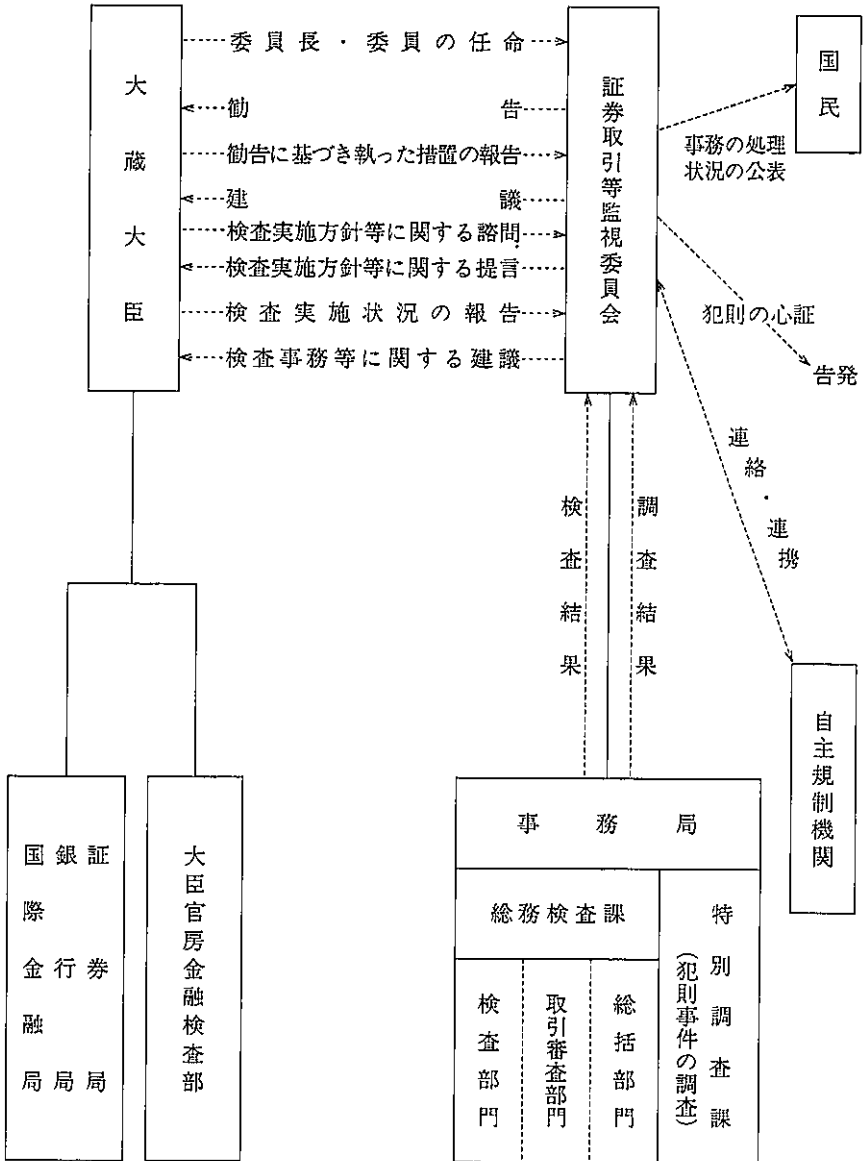 大蔵大臣
委員長・委員の任命
勧告
勧告に基づき執った措置の報告
建議
検査実施方針等に関する諮問
検査実施方針等に関する提言
検査実施状況の報告
検査事務等に関する建議
証券取引等監視委員会
国民
事務の処理
状況の公表
犯則の心証
告発
連絡・連携
検査結果
調査結果
自主規制機関
証券局
銀行局
国際金融局
大臣官房金融検査部
事務局
総務検査課
特別調査課
(犯則事件の調査)
総括部門
取引審査部門
検査部門